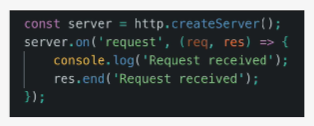 const server = http.createServer();
server.on('request', (req, res) => {
    console.log('Request received');
    res.end('Request received');
});